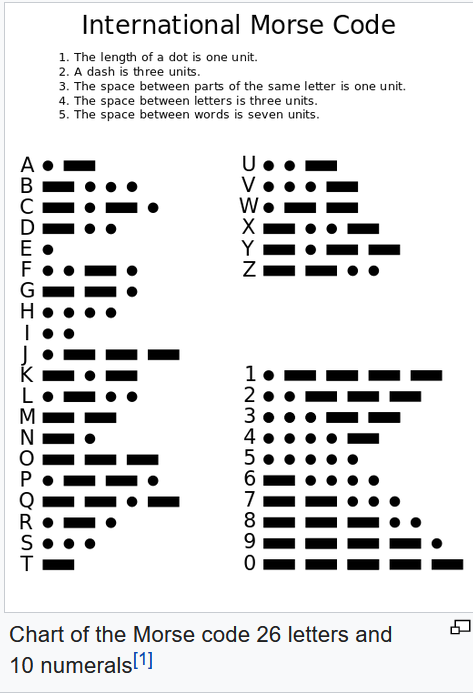 International Morse Code
1. The length of a dot is one unit.
2. A dash is three units.
3. The space between parts of the same letter is one unit.
4. The space between letters is three units.
5. The space between words is seven units.
A
B
C
D
E
F
G
H
I
J
K
L
M
N
O
P
Q
R
S
T
U
V
W
X
Y
Z
1
2
3
4
5
6
7
8
9
0
Chart of the Morse code 26 letters and
10 numerals[1]